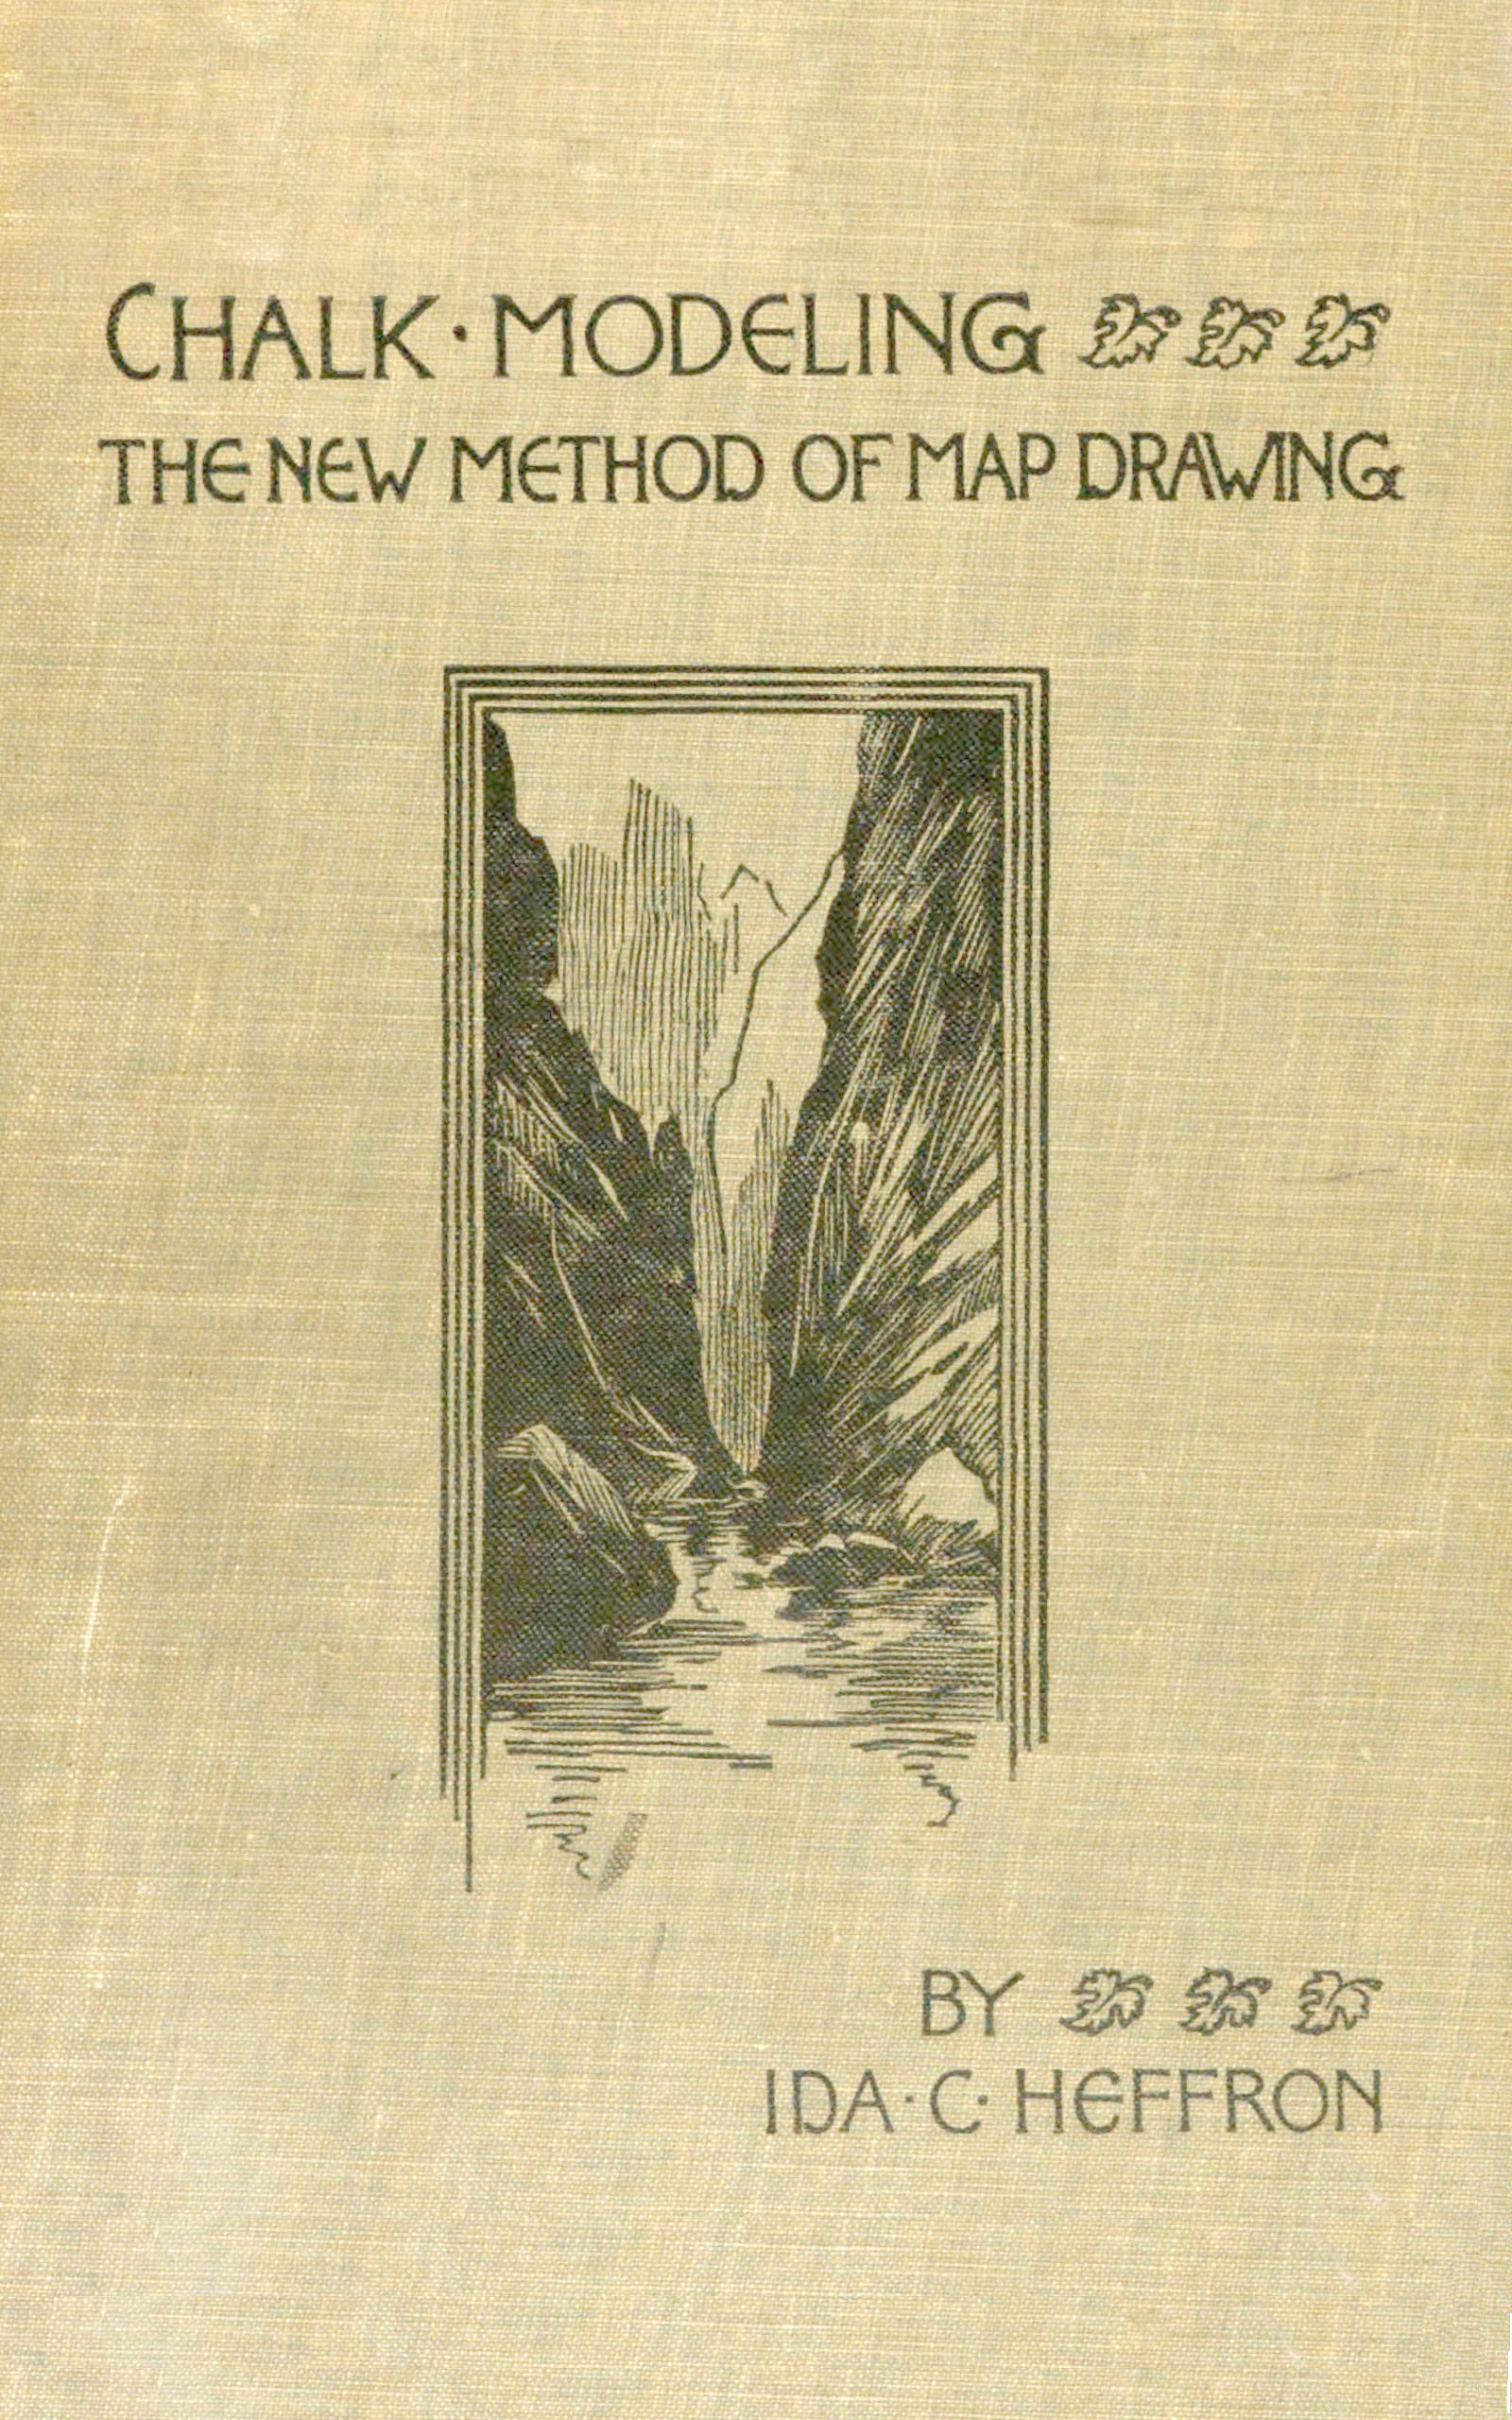 CHALK · MODELING
THE NEW METHOD OF MAP DRAWING
BY
IDA · C · HEFFRON